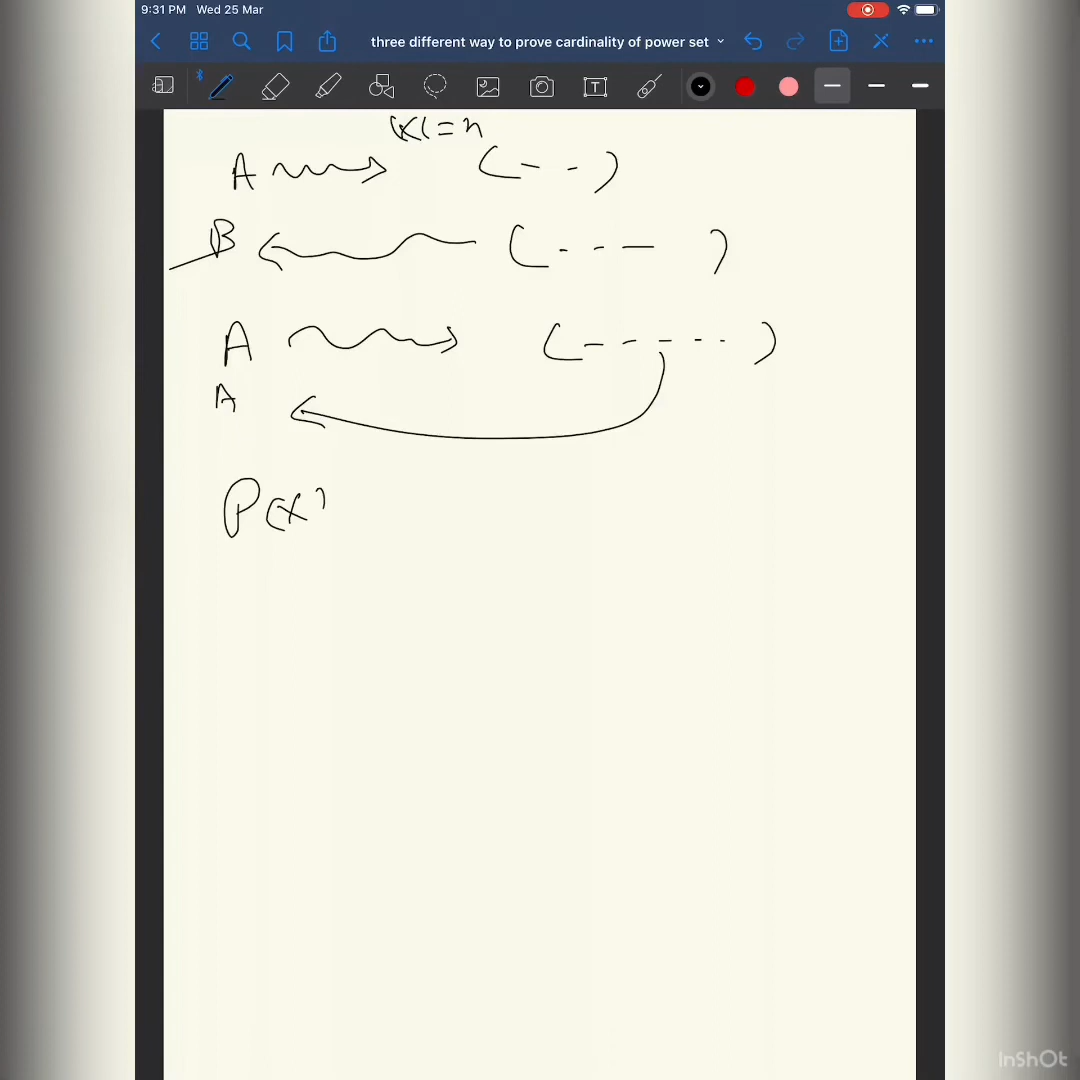 9:31 PM Wed 25 Mar
three different way to prove cardinality of power set
T
|X| = n
A ( - - )
B ( - - - )
A ( - - - - - )
A
P(X)
InShOt